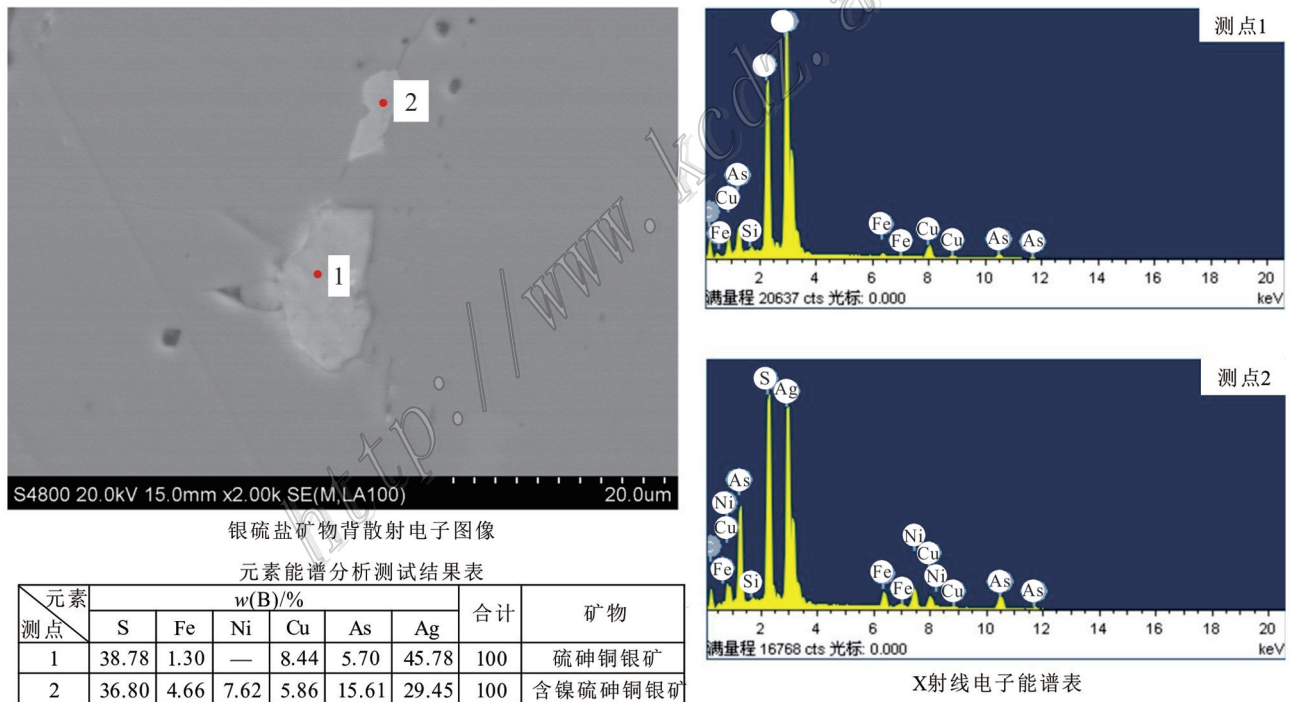 2
1
S4800 20.0kV 15.0mm x2.00k SE(M,LA100) 20.0um
银硫盐矿物背散射电子图像
元素能谱分析测试结果表
元素 w(B)/% 合计 矿物
测点 S Fe Ni Cu As Ag
1 38.78 1.30 — 8.44 5.70 45.78 100 硫砷铜银矿
2 36.80 4.66 7.62 5.86 15.61 29.45 100 含镍硫砷铜银矿
测点1
As
Cu
Fe Si Fe Fe Cu Cu As As
2 4 6 8 10 12 14 16 18 20
满量程 20637 cts 光标: 0.000 keV
测点2
S Ag
As
Ni
Cu
Fe Si Fe Fe Ni Cu Ni Cu As As
2 4 6 8 10 12 14 16 18 20
满量程 16768 cts 光标: 0.000 keV
X射线电子能谱表
http://www.kcdz.a